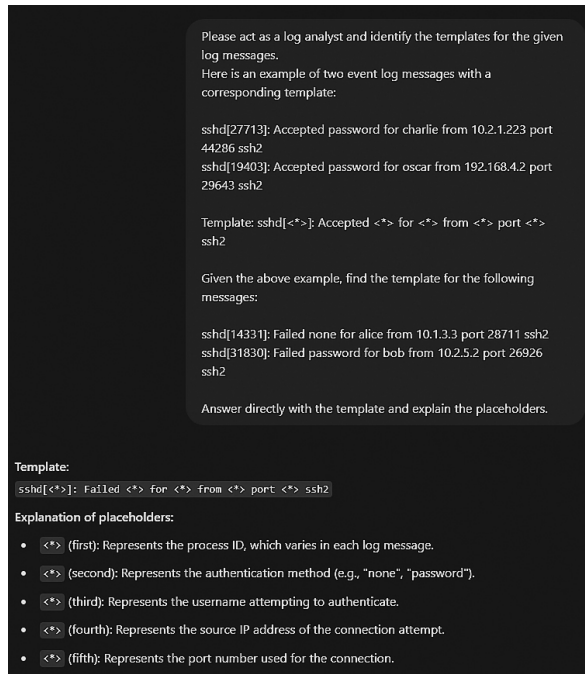 Please act as a log analyst and identify the templates for the given
log messages.
Here is an example of two event log messages with a
corresponding template:
sshd[27713]: Accepted password for charlie from 10.2.1.223 port
44286 ssh2
sshd[19403]: Accepted password for oscar from 192.168.4.2 port
29643 ssh2
Template: sshd[<*>]: Accepted <*> for <*> from <*> port <*>
ssh2
Given the above example, find the template for the following
messages:
sshd[14331]: Failed none for alice from 10.1.3.3 port 28711 ssh2
sshd[31830]: Failed password for bob from 10.2.5.2 port 26926
ssh2
Answer directly with the template and explain the placeholders.
Template:
sshd[<*>]: Failed <*> for <*> from <*> port <*> ssh2
Explanation of placeholders:
• <*> (first): Represents the process ID, which varies in each log message.
• <*> (second): Represents the authentication method (e.g., "none", "password").
• <*> (third): Represents the username attempting to authenticate.
• <*> (fourth): Represents the source IP address of the connection attempt.
• <*> (fifth): Represents the port number used for the connection.